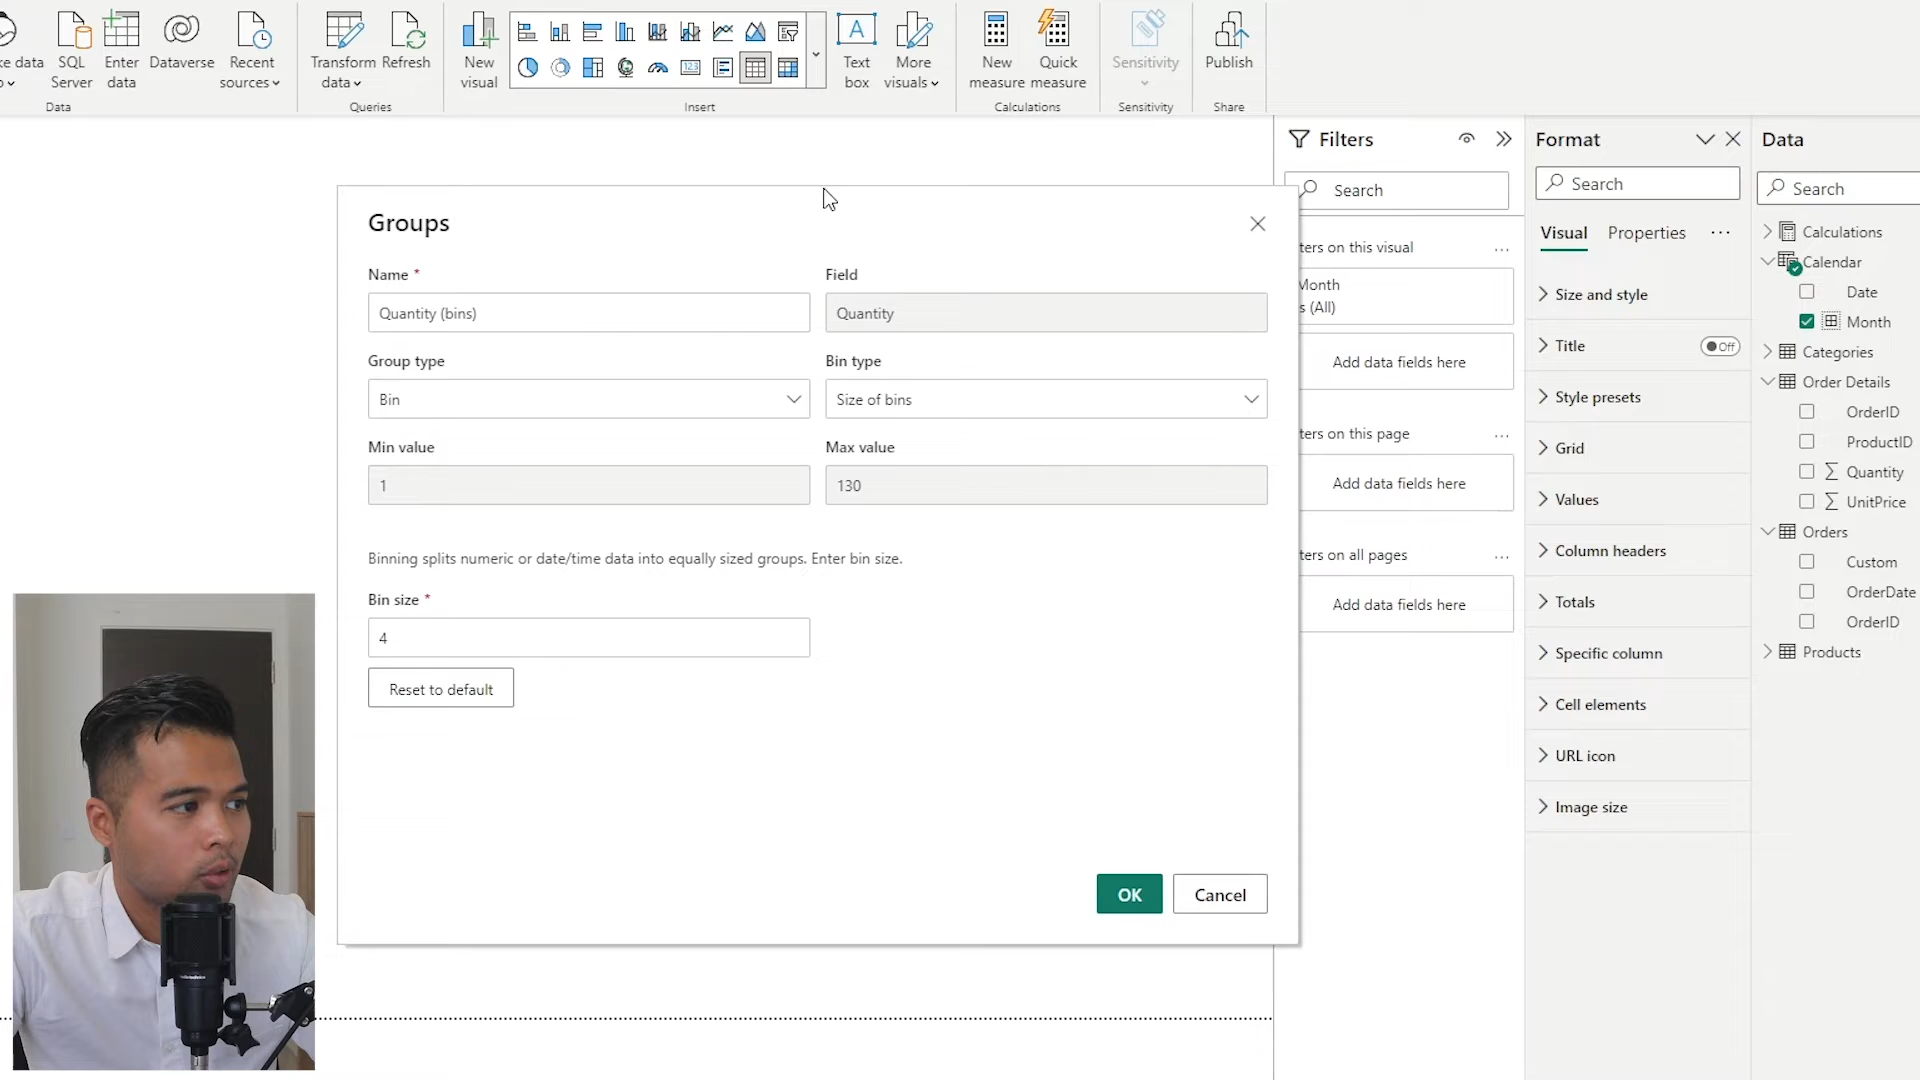 ke data
SQL
Server
Enter
data
Dataverse
Recent
sources
Data
Transform
data
Refresh
Queries
New
visual
123
Insert
A
Text
box
More
visuals
New
measure
Quick
measure
Calculations
Sensitivity
Sensitivity
Publish
Share
Groups
Name *
Quantity (bins)
Field
Quantity
Group type
Bin
Bin type
Size of bins
Min value
1
Max value
130
Binning splits numeric or date/time data into equally sized groups. Enter bin size.
Bin size *
4
Reset to default
OK
Cancel
Filters
Search
ters on this visual
Month
s (All)
Add data fields here
ters on this page
Add data fields here
ters on all pages
Add data fields here
Format
Search
Visual
Properties
Size and style
Title
Off
Style presets
Grid
Values
Column headers
Totals
Specific column
Cell elements
URL icon
Image size
Data
Search
Calculations
Calendar
Date
Month
Categories
Order Details
OrderID
ProductID
Quantity
UnitPrice
Orders
Custom
OrderDate
OrderID
Products